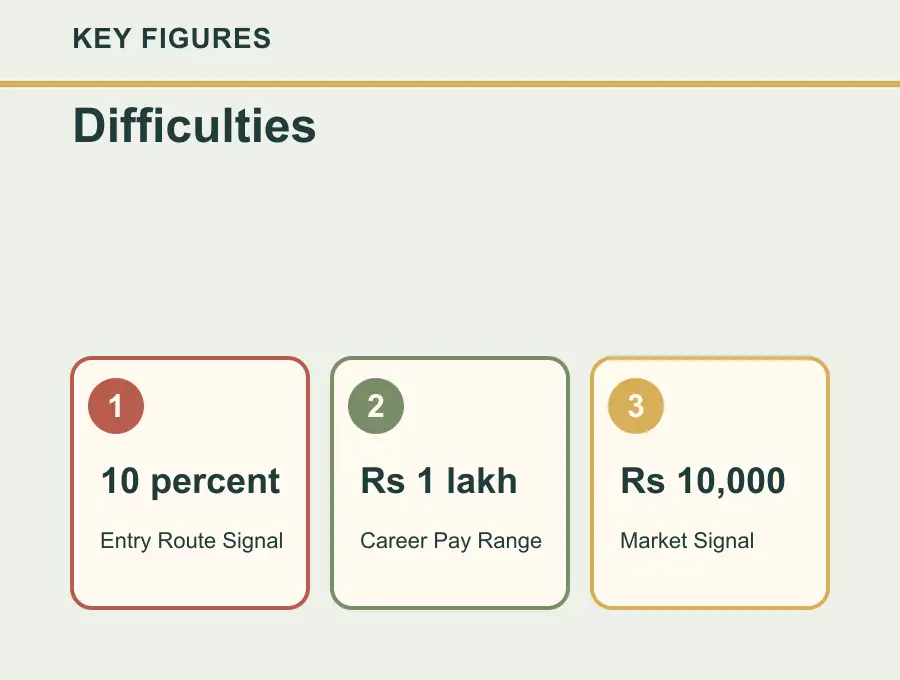 KEY FIGURES
Difficulties
1
10 percent
Entry Route Signal
2
Rs 1 lakh
Career Pay Range
3
Rs 10,000
Market Signal